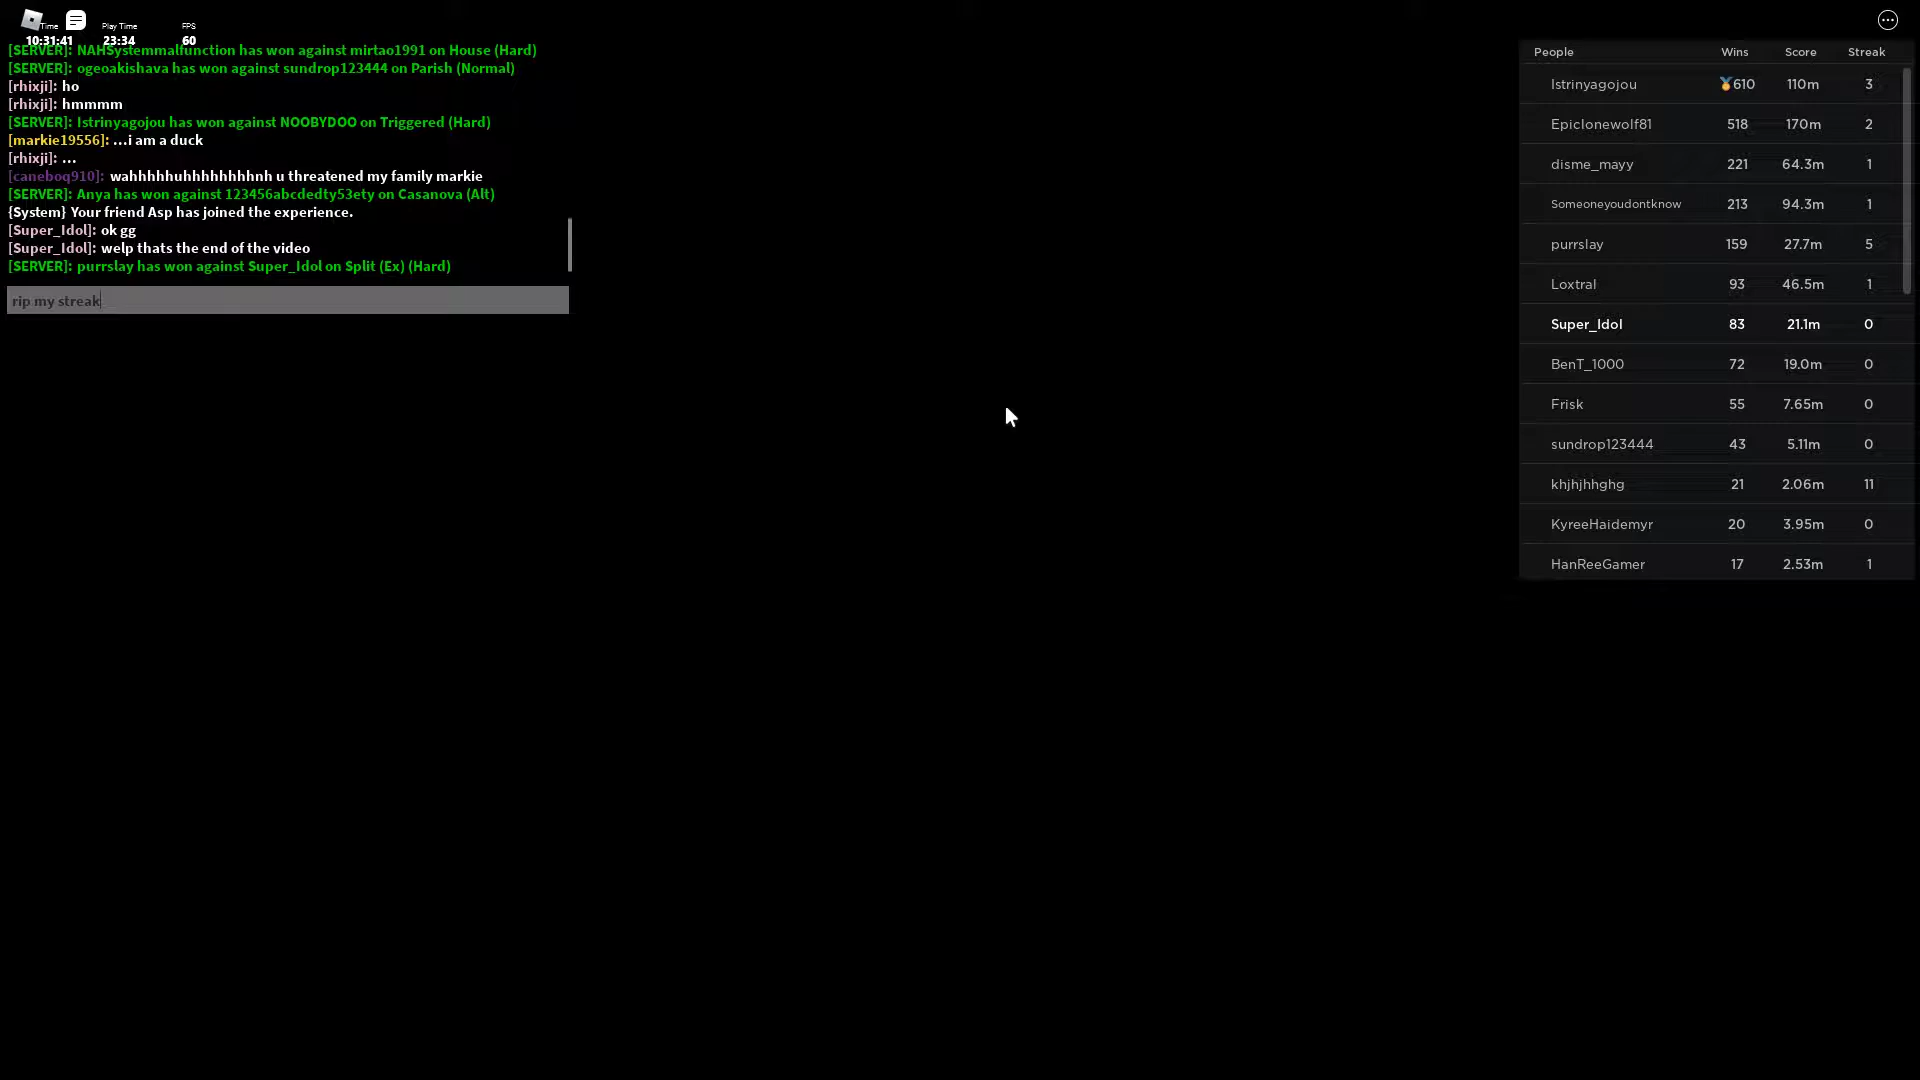 Time Play Time FPS
10:31:41 23:34 60
[SERVER]: NAHSystemmalfunction has won against mirtao1991 on House (Hard)
[SERVER]: ogeoakishava has won against sundrop123444 on Parish (Normal)
[rhixji]: ho
[rhixji]: hmmmm
[SERVER]: Istrinyagojou has won against NOOBYDOO on Triggered (Hard)
[markie19556]: ...i am a duck
[rhixji]: ...
[caneboq910]: wahhhhhuhhhhhhhhnh u threatened my family markie
[SERVER]: Anya has won against 123456abcdedty53ety on Casanova (Alt)
{System} Your friend Asp has joined the experience.
[Super_Idol]: ok gg
[Super_Idol]: welp thats the end of the video
[SERVER]: purrslay has won against Super_Idol on Split (Ex) (Hard)
rip my streak
People Wins Score Streak
Istrinyagojou 610 110m 3
Epiclonewolf81 518 170m 2
disme_mayy 221 64.3m 1
Someoneyoudontknow 213 94.3m 1
purrslay 159 27.7m 5
Loxtral 93 46.5m 1
Super_Idol 83 21.1m 0
BenT_1000 72 19.0m 0
Frisk 55 7.65m 0
sundrop123444 43 5.11m 0
khjhjhhghg 21 2.06m 11
KyreeHaidemyr 20 3.95m 0
HanReeGamer 17 2.53m 1